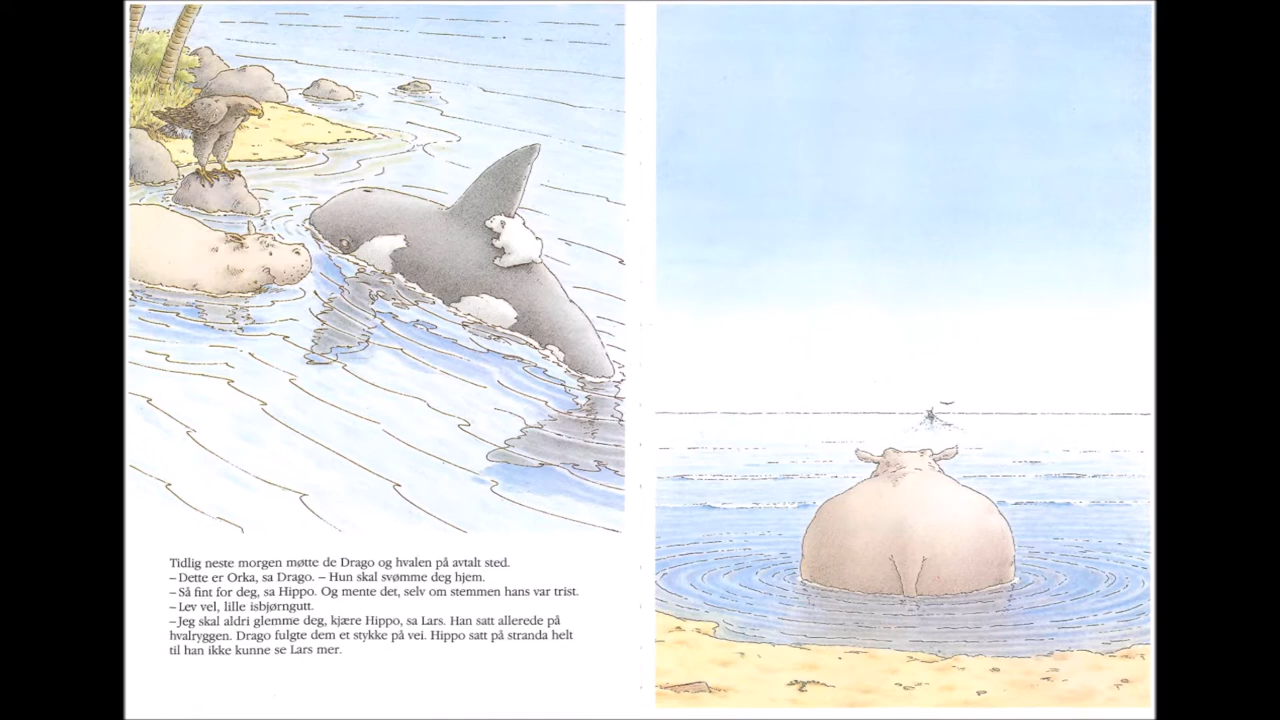 Tidlig neste morgen møtte de Drago og hvalen på avtalt sted.
– Dette er Orka, sa Drago. – Hun skal svømme deg hjem.
– Så fint for deg, sa Hippo. Og mente det, selv om stemmen hans var trist.
– Lev vel, lille isbjørngutt.
– Jeg skal aldri glemme deg, kjære Hippo, sa Lars. Han satt allerede på
hvalryggen. Drago fulgte dem et stykke på vei. Hippo satt på stranda helt
til han ikke kunne se Lars mer.